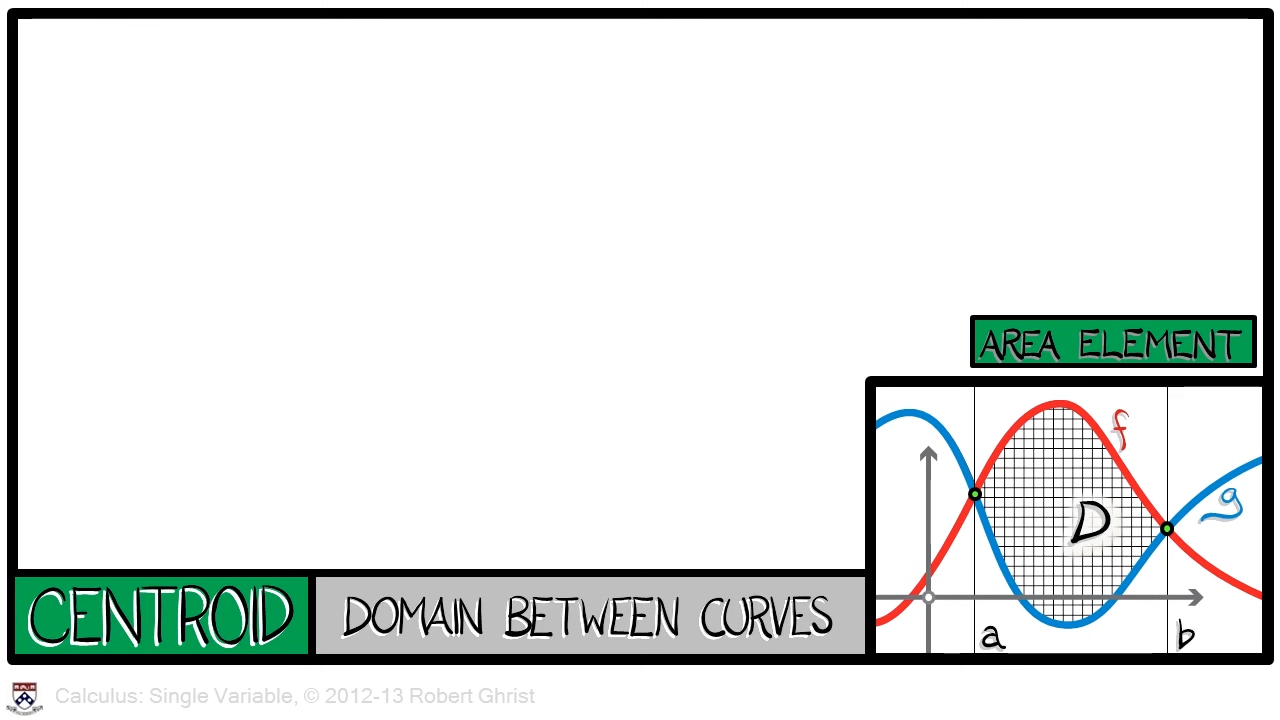 AREA ELEMENT
f
D
g
a
b
CENTROID
DOMAIN BETWEEN CURVES
Calculus: Single Variable, © 2012-13 Robert Ghrist